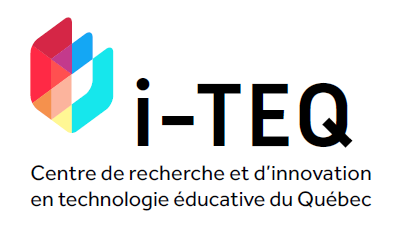 i-TEQ
Centre de recherche et d'innovation
en technologie éducative du Québec